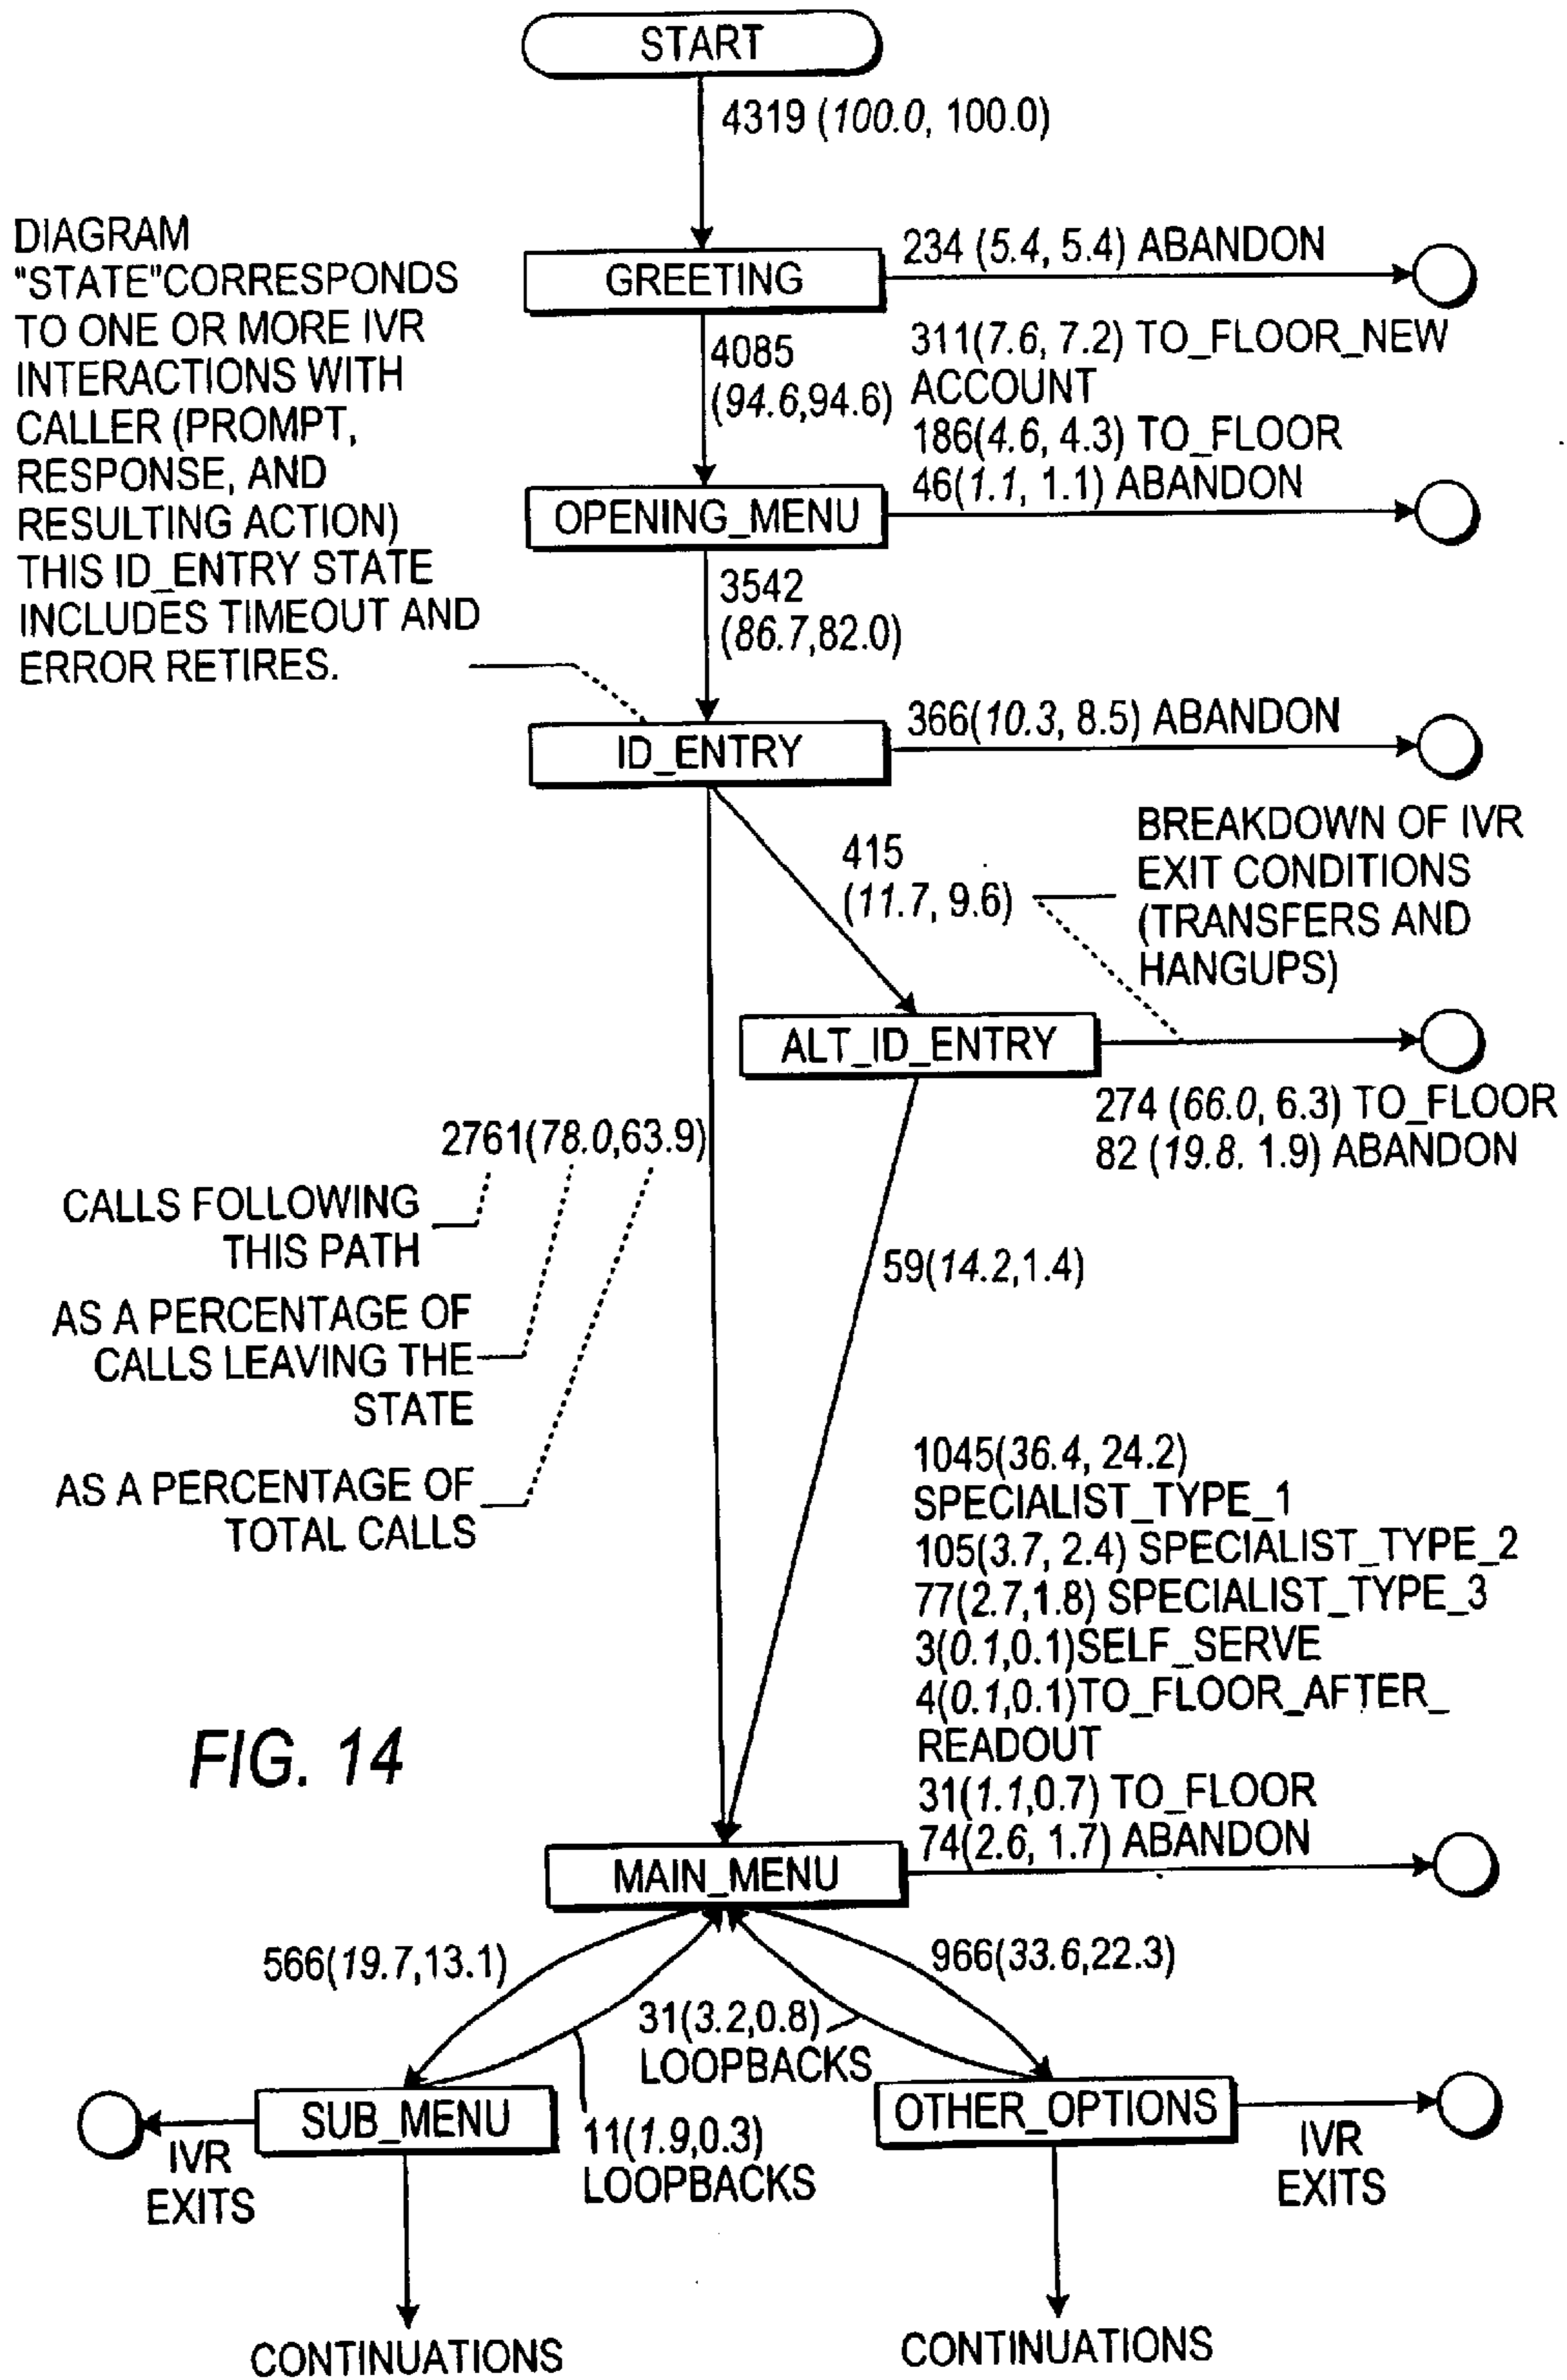 START
4319 (100.0, 100.0)
DIAGRAM
"STATE"CORRESPONDS
TO ONE OR MORE IVR
INTERACTIONS WITH
CALLER (PROMPT,
RESPONSE, AND
RESULTING ACTION)
THIS ID_ENTRY STATE
INCLUDES TIMEOUT AND
ERROR RETIRES.
GREETING
234 (5.4, 5.4) ABANDON
4085
(94.6,94.6)
311(7.6, 7.2) TO_FLOOR_NEW
ACCOUNT
186(4.6, 4.3) TO_FLOOR
46(1.1, 1.1) ABANDON
OPENING_MENU
3542
(86.7,82.0)
ID_ENTRY
366(10.3, 8.5) ABANDON
415
(11.7, 9.6)
BREAKDOWN OF IVR
EXIT CONDITIONS
(TRANSFERS AND
HANGUPS)
ALT_ID_ENTRY
274 (66.0, 6.3) TO_FLOOR
82 (19.8. 1.9) ABANDON
2761(78.0,63.9)
CALLS FOLLOWING
THIS PATH
AS A PERCENTAGE OF
CALLS LEAVING THE
STATE
AS A PERCENTAGE OF
TOTAL CALLS
59(14.2,1.4)
1045(36.4, 24.2)
SPECIALIST_TYPE_1
105(3.7, 2.4) SPECIALIST_TYPE_2
77(2.7,1.8) SPECIALIST_TYPE_3
3(0.1,0.1)SELF_SERVE
4(0.1,0.1)TO_FLOOR_AFTER_
READOUT
31(1.1,0.7) TO_FLOOR
74(2.6, 1.7) ABANDON
FIG. 14
MAIN_MENU
566(19.7,13.1)
966(33.6,22.3)
31(3.2,0.8)
LOOPBACKS
SUB_MENU
11(1.9,0.3)
LOOPBACKS
OTHER_OPTIONS
IVR
EXITS
IVR
EXITS
CONTINUATIONS
CONTINUATIONS